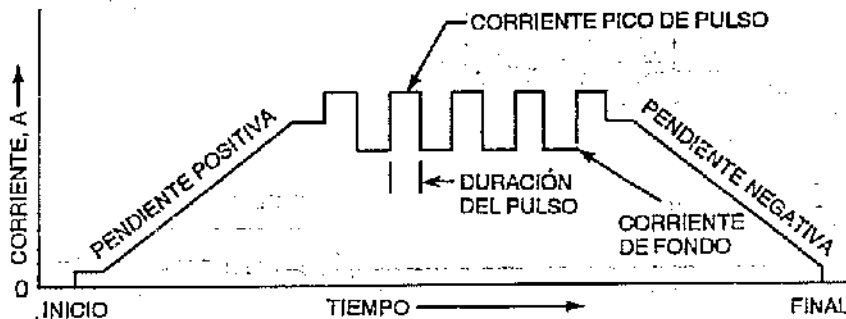 CORRIENTE PICO DE PULSO
CORRIENTE, A
PENDIENTE POSITIVA
PENDIENTE NEGATIVA
DURACIÓN
DEL PULSO
CORRIENTE
DE FONDO
0
INICIO
TIEMPO
FINAL